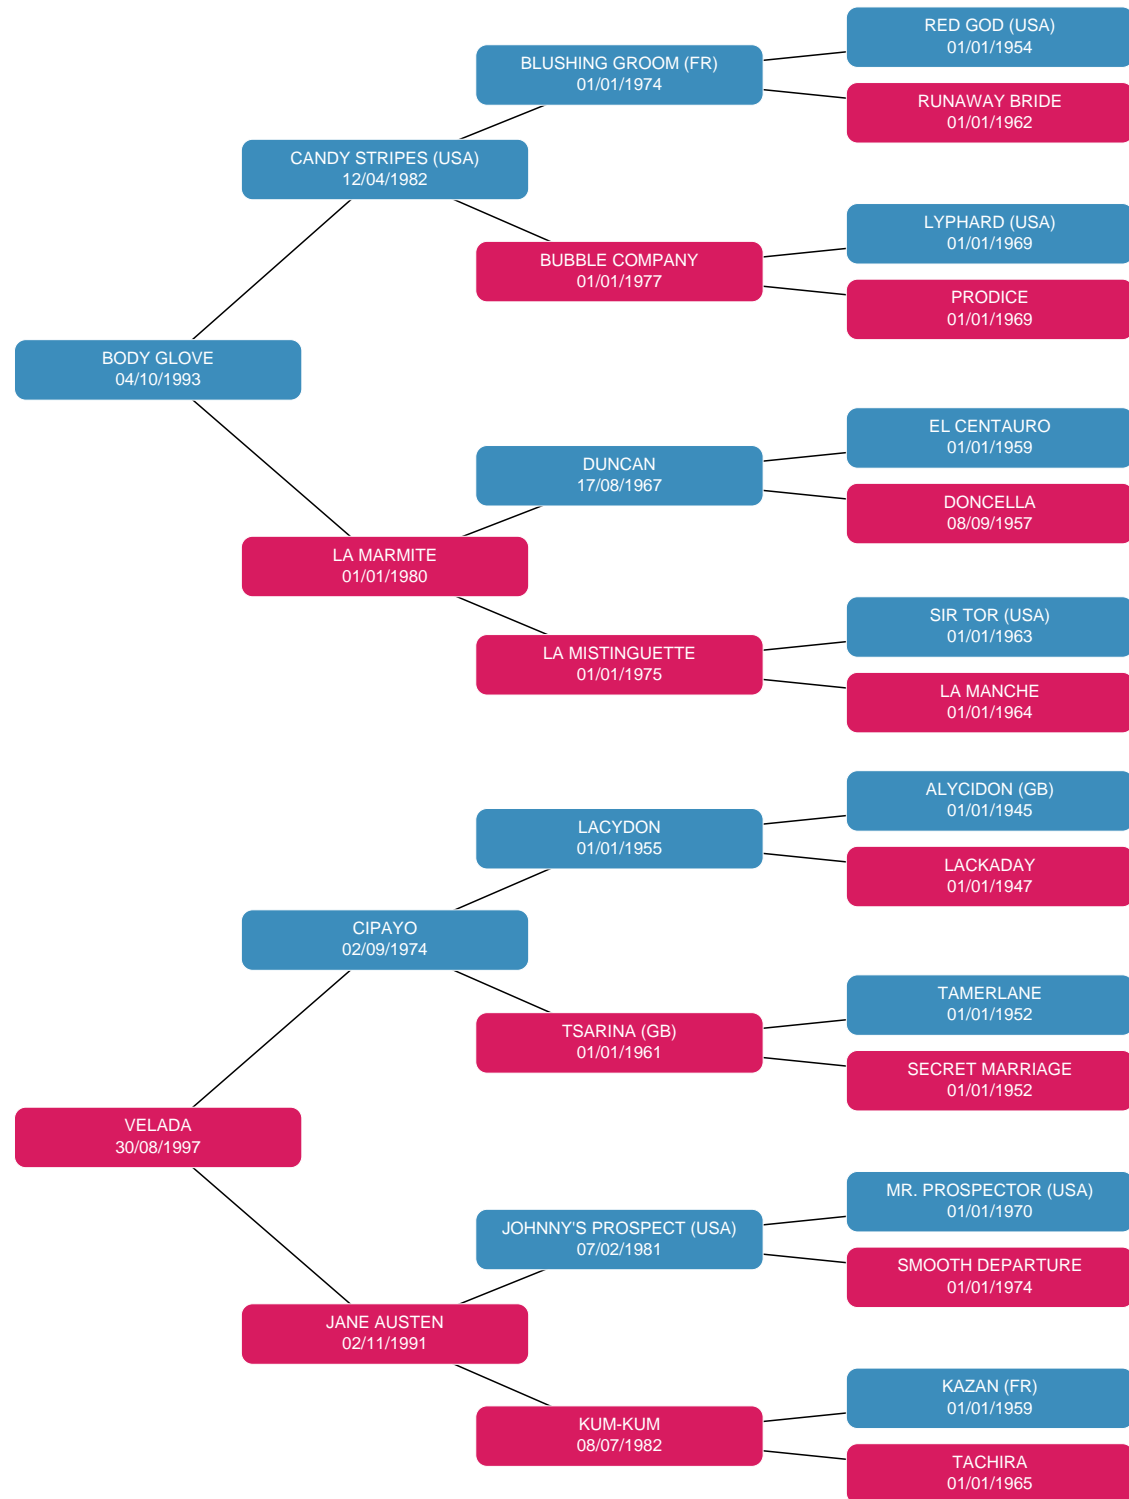 RED GOD (USA)
01/01/1954
BLUSHING GROOM (FR)
01/01/1974
RUNAWAY BRIDE
01/01/1962
CANDY STRIPES (USA)
12/04/1982
LYPHARD (USA)
01/01/1969
BUBBLE COMPANY
01/01/1977
PRODICE
01/01/1969
BODY GLOVE
04/10/1993
EL CENTAURO
01/01/1959
DUNCAN
17/08/1967
DONCELLA
08/09/1957
LA MARMITE
01/01/1980
SIR TOR (USA)
01/01/1963
LA MISTINGUETTE
01/01/1975
LA MANCHE
01/01/1964
ALYCIDON (GB)
01/01/1945
LACYDON
01/01/1955
LACKADAY
01/01/1947
CIPAYO
02/09/1974
TAMERLANE
01/01/1952
TSARINA (GB)
01/01/1961
SECRET MARRIAGE
01/01/1952
VELADA
30/08/1997
MR. PROSPECTOR (USA)
01/01/1970
JOHNNY'S PROSPECT (USA)
07/02/1981
SMOOTH DEPARTURE
01/01/1974
JANE AUSTEN
02/11/1991
KAZAN (FR)
01/01/1959
KUM-KUM
08/07/1982
TACHIRA
01/01/1965